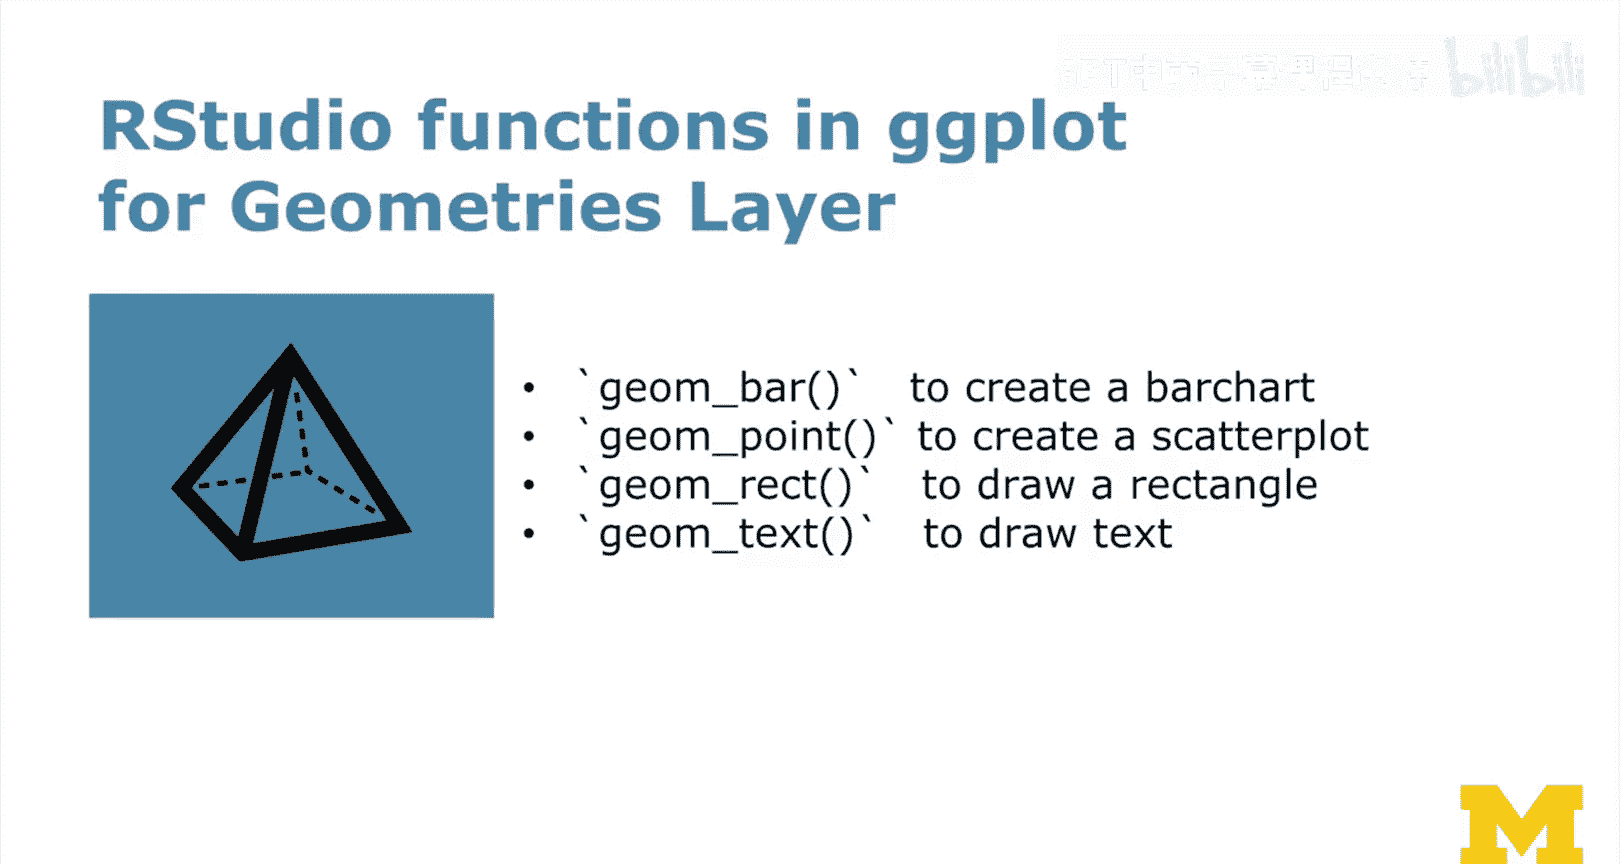 bilibili
RStudio functions in ggplot
for Geometries Layer
• `geom_bar()` to create a barchart
• `geom_point()` to create a scatterplot
• `geom_rect()` to draw a rectangle
• `geom_text()` to draw text
M